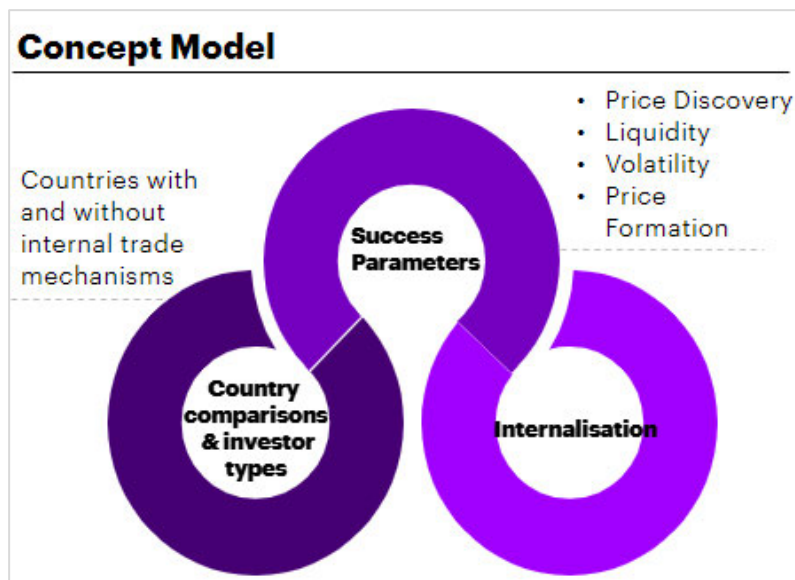 Concept Model
Countries with
and without
internal trade
mechanisms
• Price Discovery
• Liquidity
• Volatility
• Price
Formation
Success
Parameters
Country
comparisons
& investor
types
Internalisation